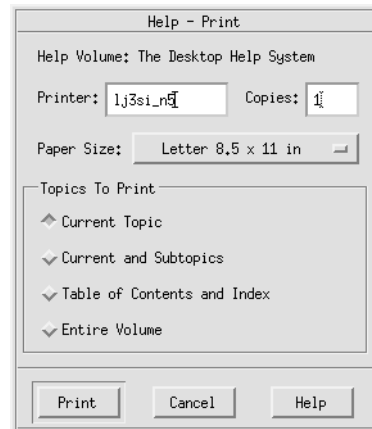 Help - Print
Help Volume: The Desktop Help System
Printer: lj3si_n5 Copies: 1
Paper Size: Letter 8.5 x 11 in
Topics To Print
Current Topic
Current and Subtopics
Table of Contents and Index
Entire Volume
Print Cancel Help